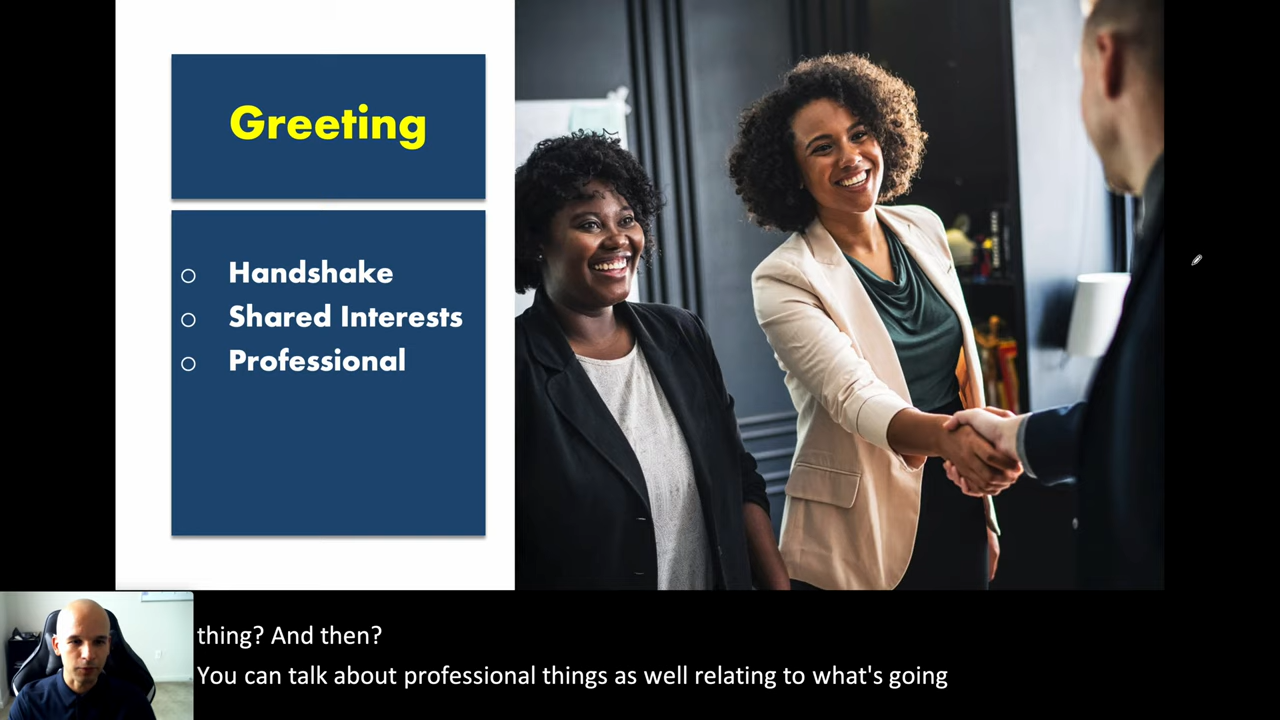 Greeting
Handshake
Shared Interests
Professional
thing? And then?
You can talk about professional things as well relating to what's going